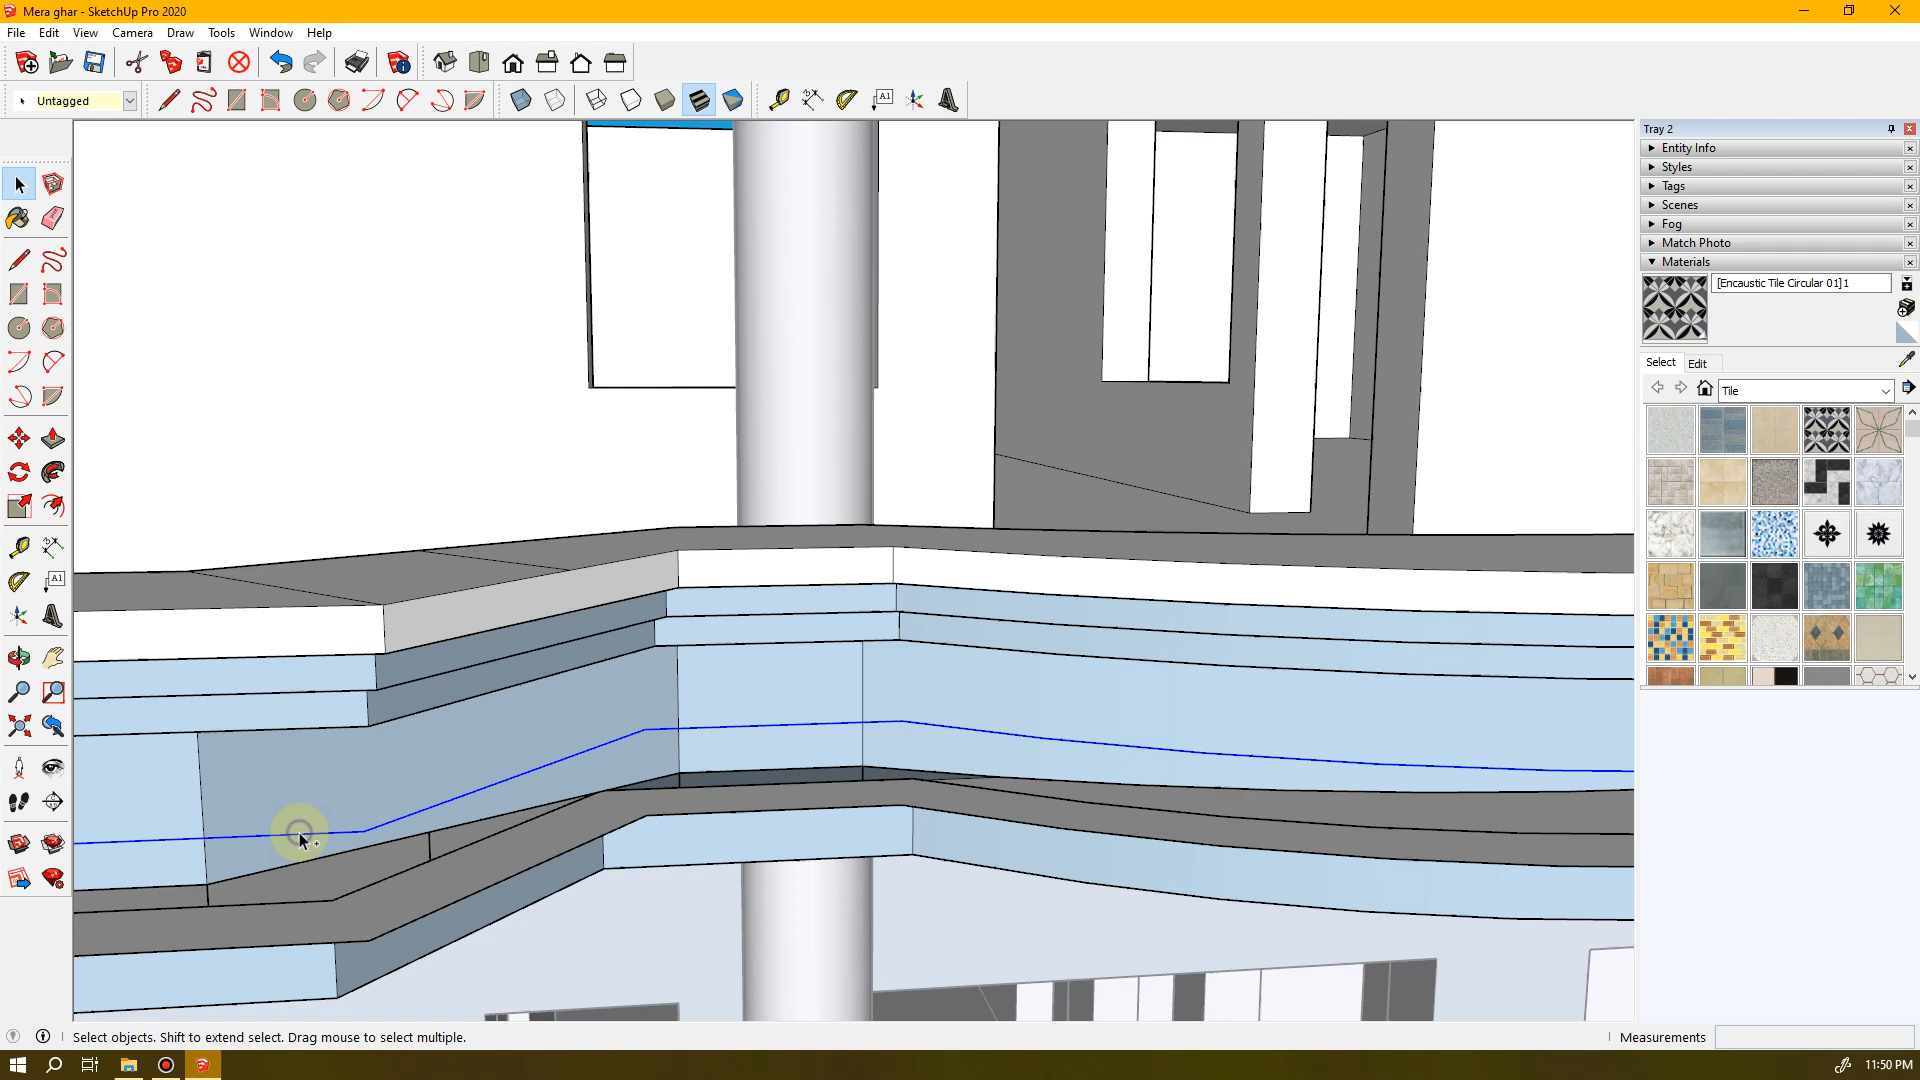 Mera ghar - SketchUp Pro 2020
File Edit View Camera Draw Tools Window Help
Untagged
A1
Tray 2
Entity Info
Styles
Tags
Scenes
Fog
Match Photo
Materials
[Encaustic Tile Circular 01]1
Select Edit
Tile
A1
Select objects. Shift to extend select. Drag mouse to select multiple.
Measurements
11:50 PM